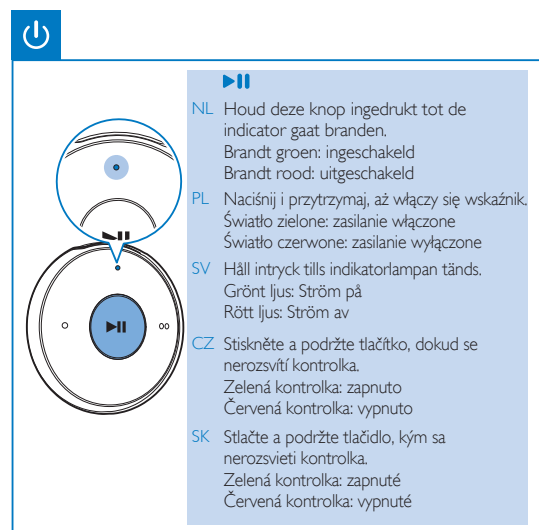 ▶II
NL Houd deze knop ingedrukt tot de
indicator gaat branden.
Brandt groen: ingeschakeld
Brandt rood: uitgeschakeld
PL Naciśnij i przytrzymaj, aż włączy się wskaźnik.
Światło zielone: zasilanie włączone
Światło czerwone: zasilanie wyłączone
SV Håll intryck tills indikatorlampan tänds.
Grönt ljus: Ström på
Rött ljus: Ström av
CZ Stiskněte a podržte tlačítko, dokud se
nerozsvítí kontrolka.
Zelená kontrolka: zapnuto
Červená kontrolka: vypnuto
SK Stlačte a podržte tlačidlo, kým sa
nerozsvieti kontrolka.
Zelená kontrolka: zapnuté
Červená kontrolka: vypnuté